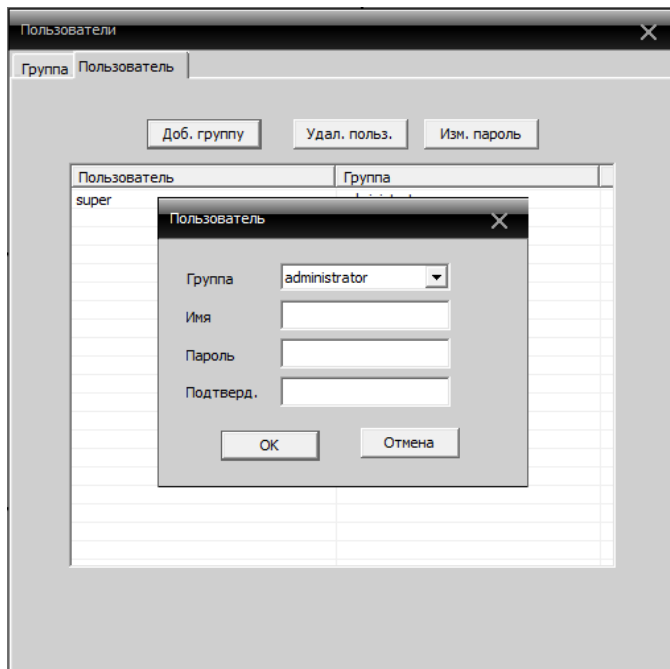 Пользователи
Группа Пользователь
Доб. группу Удал. польз. Изм. пароль
Пользователь Группа
super
Пользователь
Группа administrator
Имя
Пароль
Подтверд.
OK Отмена